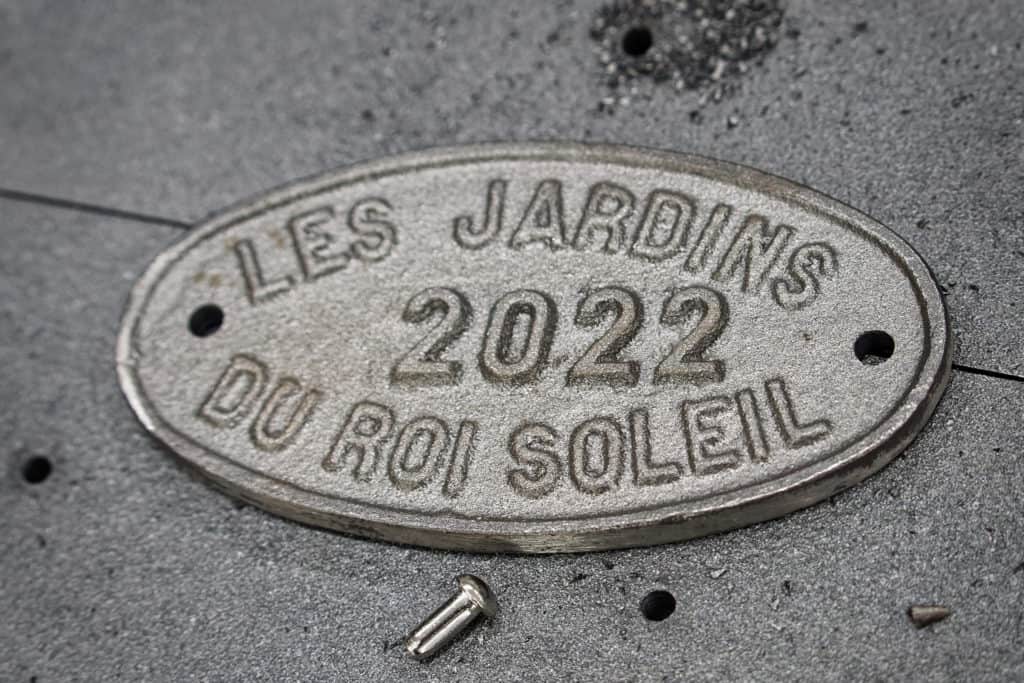 LES JARDINS
2022
DU ROI SOLEIL